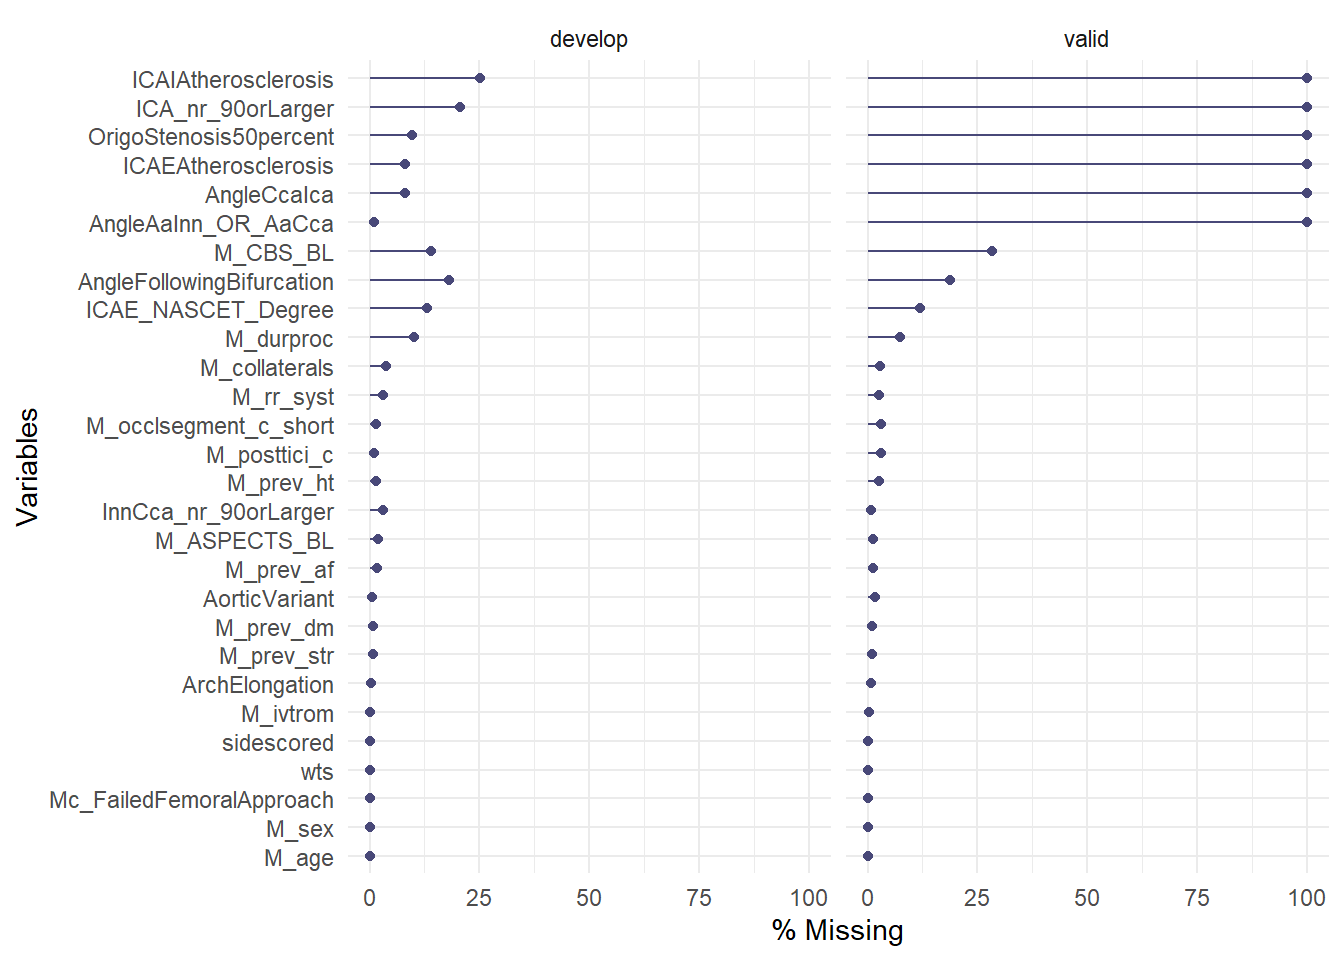 develop
valid
ICAIAtherosclerosis
ICA_nr_90orLarger
OrigoStenosis50percent
ICAEAtherosclerosis
AngleCcaIca
AngleAaInn_OR_AaCca
M_CBS_BL
AngleFollowingBifurcation
ICAE_NASCET_Degree
M_durproc
M_collaterals
M_rr_syst
M_occlsegment_c_short
M_posttici_c
M_prev_ht
InnCca_nr_90orLarger
M_ASPECTS_BL
M_prev_af
AorticVariant
M_prev_dm
M_prev_str
ArchElongation
M_ivtrom
sidescored
wts
Mc_FailedFemoralApproach
M_sex
M_age
Variables
0 25 50 75 100
0 25 50 75 100
% Missing